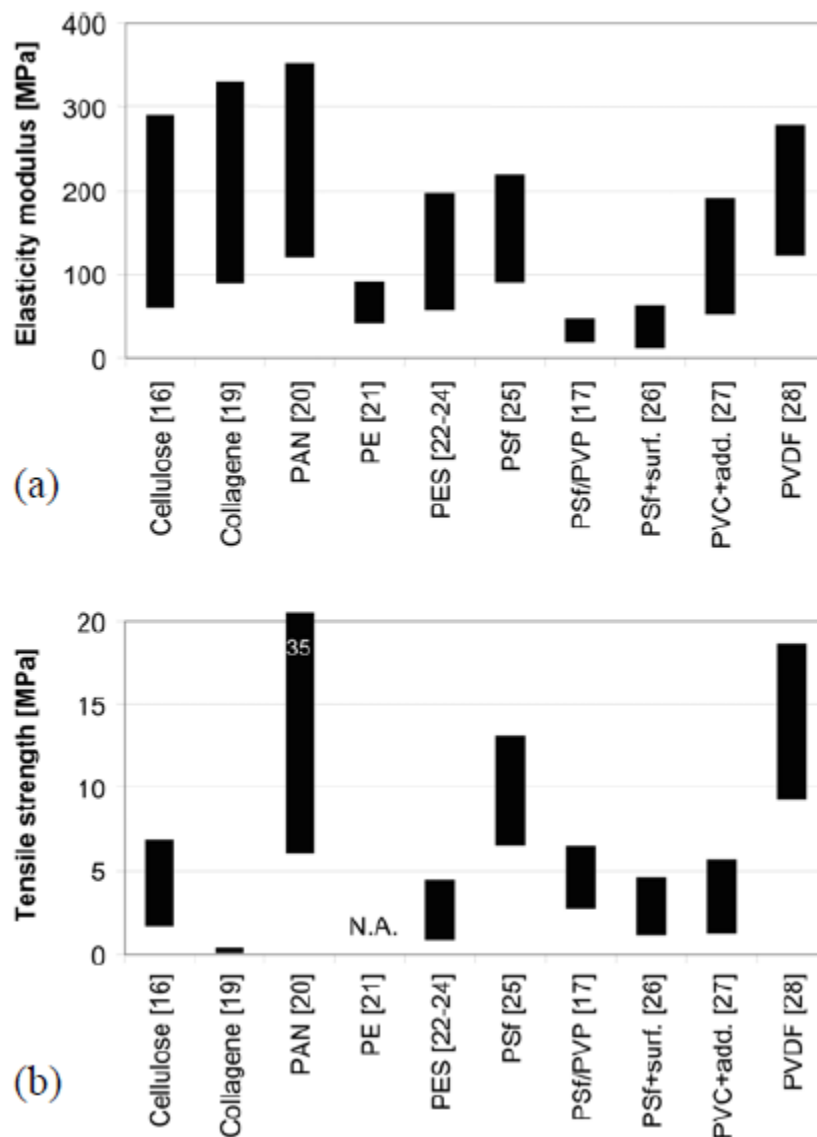 Elasticity modulus [MPa]
400
300
200
100
0
Cellulose [16]
Collagene [19]
PAN [20]
PE [21]
PES [22-24]
PSf [25]
PSf/PVP [17]
PSf+surf. [26]
PVC+add. [27]
PVDF [28]
(a)
Tensile strength [MPa]
20
15
10
5
0
35
N.A.
Cellulose [16]
Collagene [19]
PAN [20]
PE [21]
PES [22-24]
PSf [25]
PSf/PVP [17]
PSf+surf. [26]
PVC+add. [27]
PVDF [28]
(b)